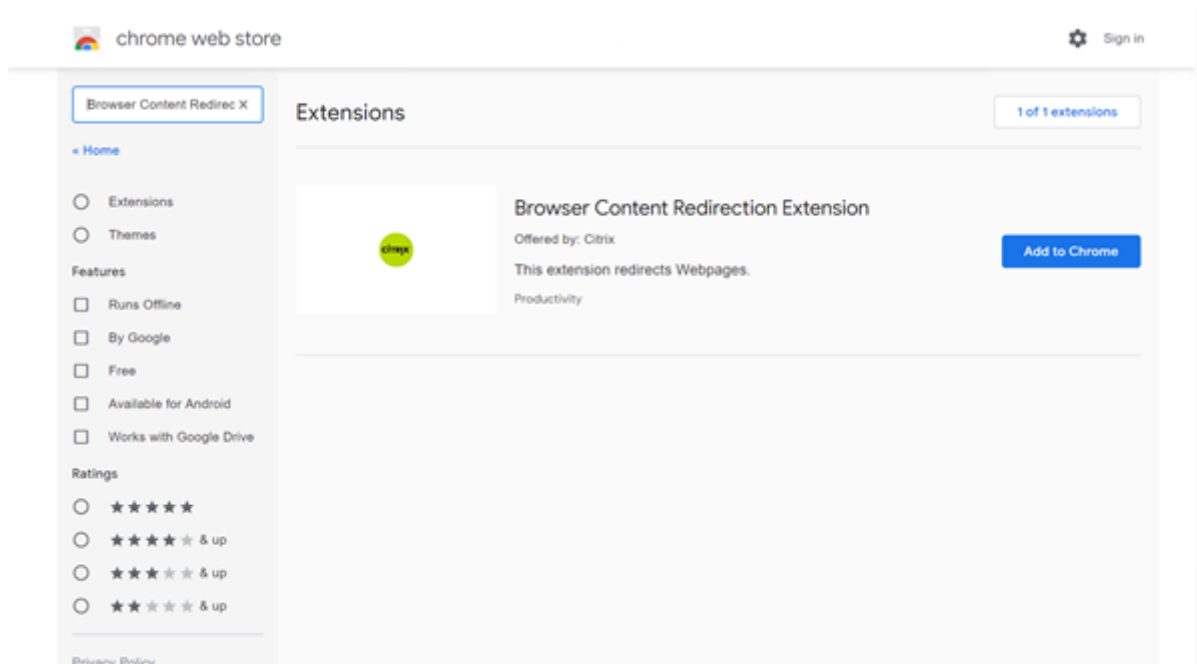 chrome web store
Sign in
Browser Content Redirec ×
Extensions
1 of 1 extensions
« Home
Extensions
Themes
Features
Runs Offline
By Google
Free
Available for Android
Works with Google Drive
Ratings
& up
& up
& up
citrix
Browser Content Redirection Extension
Offered by: Citrix
This extension redirects Webpages.
Productivity
Add to Chrome
Privacy Policy